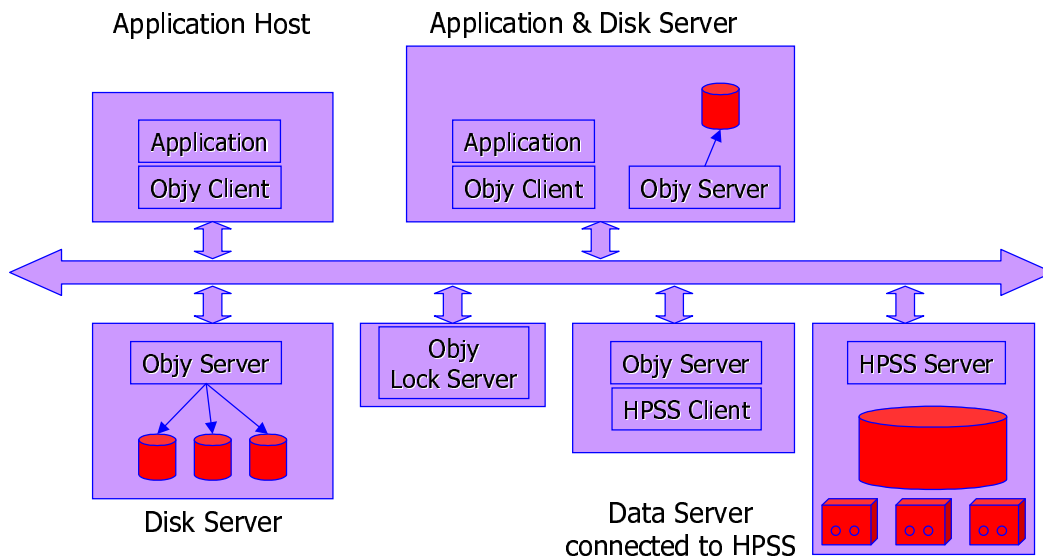 Application Host
Application & Disk Server
Application
Objy Client
Application
Objy Client
Objy Server
Objy Server
Objy
Lock Server
Objy Server
HPSS Client
HPSS Server
Disk Server
Data Server
connected to HPSS